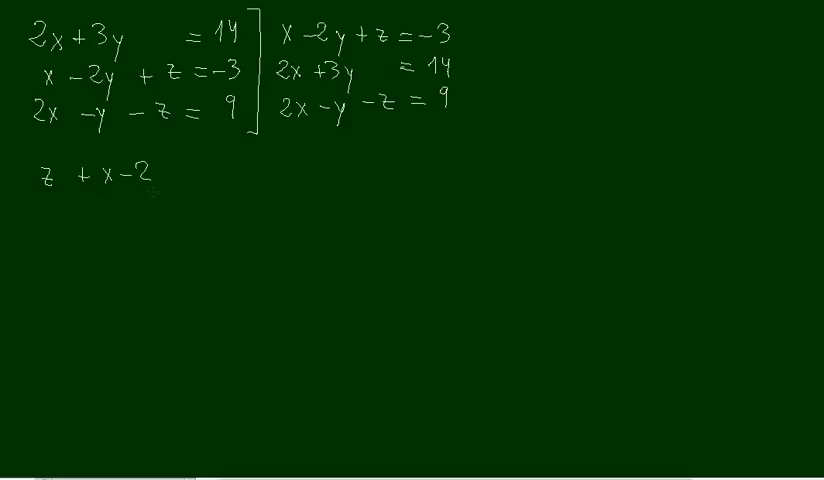 2x+3y = 14
x-2y + z = -3
2x -y - z = 9
x -2y + z = -3
2x +3y = 14
2x -y -z = 9
z + x - 2